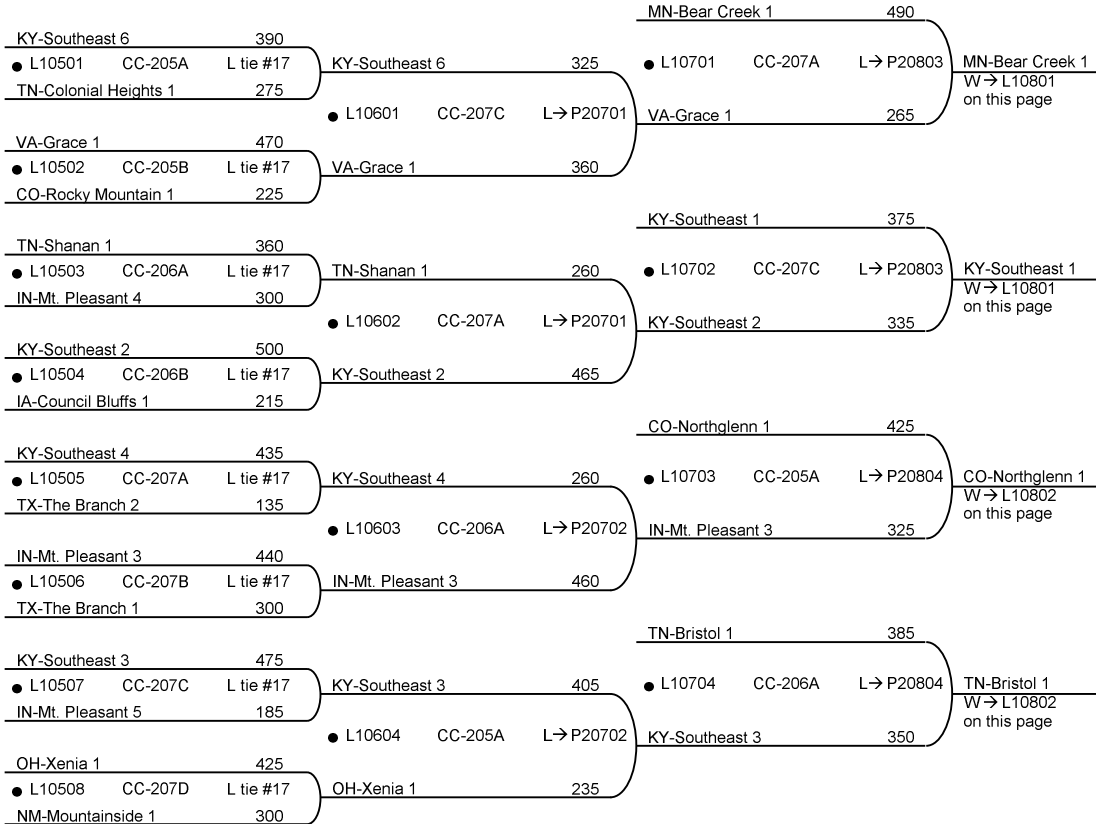 MN-Bear Creek 1 490
KY-Southeast 6 390
● L10501 CC-205A L tie #17
TN-Colonial Heights 1 275
KY-Southeast 6 325
● L10601 CC-207C L→P20701
● L10701 CC-207A L→P20803
MN-Bear Creek 1
W→L10801
on this page
VA-Grace 1 265
VA-Grace 1 470
● L10502 CC-205B L tie #17
CO-Rocky Mountain 1 225
VA-Grace 1 360
KY-Southeast 1 375
TN-Shanan 1 360
● L10503 CC-206A L tie #17
IN-Mt. Pleasant 4 300
TN-Shanan 1 260
● L10602 CC-207A L→P20701
● L10702 CC-207C L→P20803
KY-Southeast 1
W→L10801
on this page
KY-Southeast 2 335
KY-Southeast 2 500
● L10504 CC-206B L tie #17
IA-Council Bluffs 1 215
KY-Southeast 2 465
CO-Northglenn 1 425
KY-Southeast 4 435
● L10505 CC-207A L tie #17
TX-The Branch 2 135
KY-Southeast 4 260
● L10603 CC-206A L→P20702
● L10703 CC-205A L→P20804
CO-Northglenn 1
W→L10802
on this page
IN-Mt. Pleasant 3 325
IN-Mt. Pleasant 3 440
● L10506 CC-207B L tie #17
TX-The Branch 1 300
IN-Mt. Pleasant 3 460
TN-Bristol 1 385
KY-Southeast 3 475
● L10507 CC-207C L tie #17
IN-Mt. Pleasant 5 185
KY-Southeast 3 405
● L10604 CC-205A L→P20702
● L10704 CC-206A L→P20804
TN-Bristol 1
W→L10802
on this page
KY-Southeast 3 350
OH-Xenia 1 425
● L10508 CC-207D L tie #17
NM-Mountainside 1 300
OH-Xenia 1 235